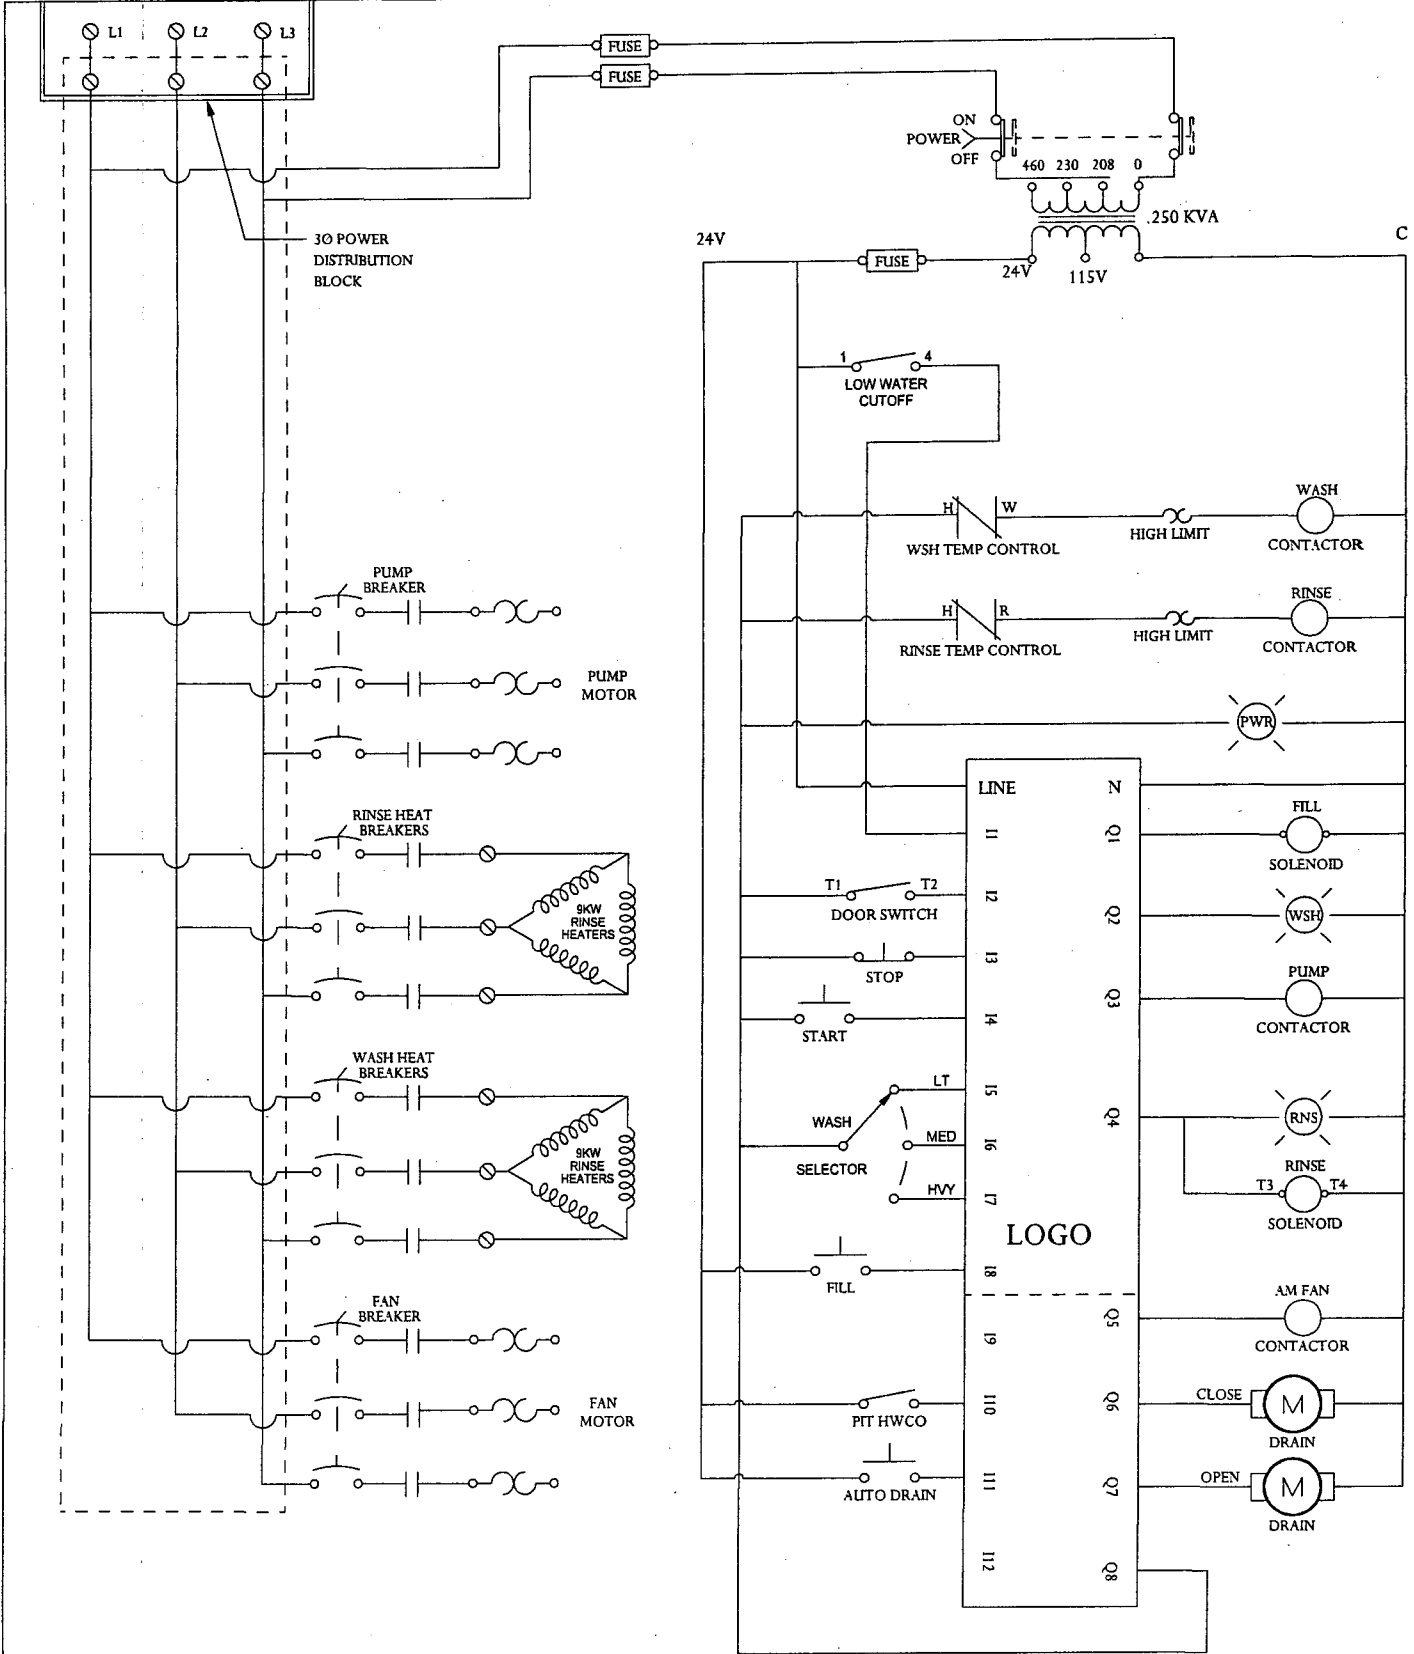 L1 L2 L3
FUSE
FUSE
ON
POWER
OFF
460 230 208 0
.250 KVA
3Ø POWER
DISTRIBUTION
BLOCK
24V
FUSE
24V
115V
C
1 4
LOW WATER
CUTOFF
H W
WSH TEMP CONTROL
HIGH LIMIT
WASH
CONTACTOR
H R
RINSE TEMP CONTROL
HIGH LIMIT
RINSE
CONTACTOR
PWR
PUMP
BREAKER
PUMP
MOTOR
RINSE HEAT
BREAKERS
9KW
RINSE
HEATERS
WASH HEAT
BREAKERS
9KW
RINSE
HEATERS
FAN
BREAKER
FAN
MOTOR
LINE N
I1 Q1
FILL
SOLENOID
T1 T2
DOOR SWITCH
I2 Q2
WSH
STOP
I3 Q3
PUMP
CONTACTOR
START
I4
LT
I5 Q4
RNS
WASH
SELECTOR
MED
I6
HVY
I7
RINSE
T3 T4
SOLENOID
LOGO
FILL
I8
I9 Q5
AM FAN
CONTACTOR
PIT HWCO
I10 Q6
CLOSE
M
DRAIN
AUTO DRAIN
I11 Q7
OPEN
M
DRAIN
I12 Q8